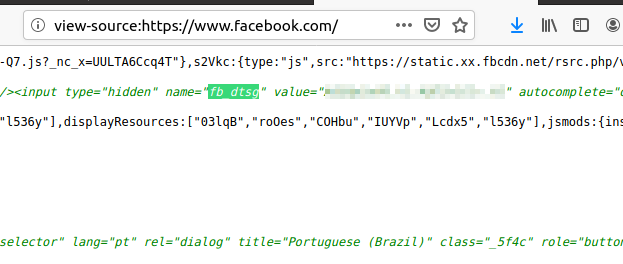 view-source:https://www.facebook.com/
-Q7.js?_nc_x=UULTA6Ccq4T"},s2Vkc:{type:"js",src:"https://static.xx.fbcdn.net/rsrc.php/v
/><input type="hidden" name="fb_dtsg" value=" " autocomplete="o
"l536y"],displayResources:["03lqB","roOes","COHbu","IUYVp","Lcdx5","l536y"],jsmods:{ins
selector" lang="pt" rel="dialog" title="Portuguese (Brazil)" class="_5f4c" role="button